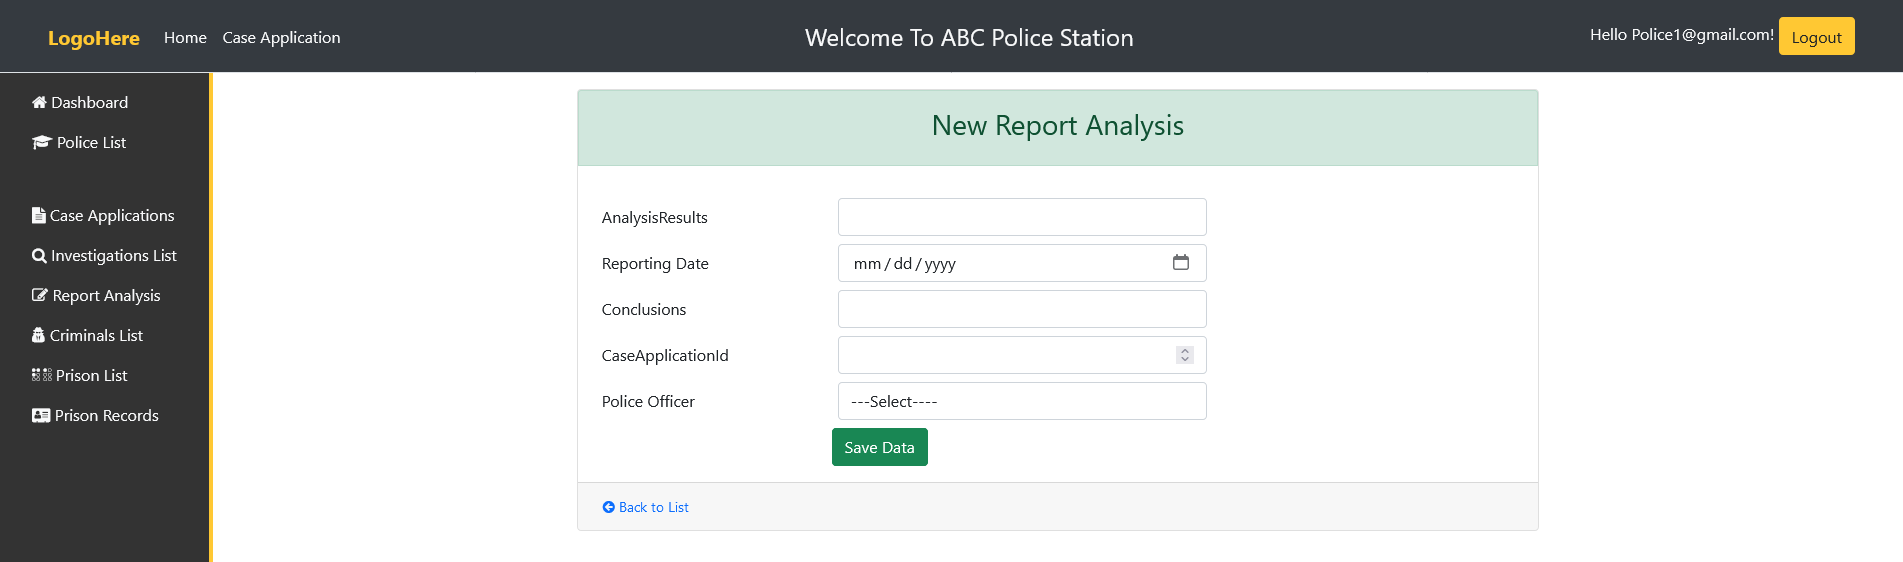 LogoHere Home Case Application Welcome To ABC Police Station Hello Police1@gmail.com! Logout
Dashboard
Police List
Case Applications
Investigations List
Report Analysis
Criminals List
Prison List
Prison Records
New Report Analysis
AnalysisResults
Reporting Date mm/dd/yyyy
Conclusions
CaseApplicationId
Police Officer ---Select----
Save Data
Back to List